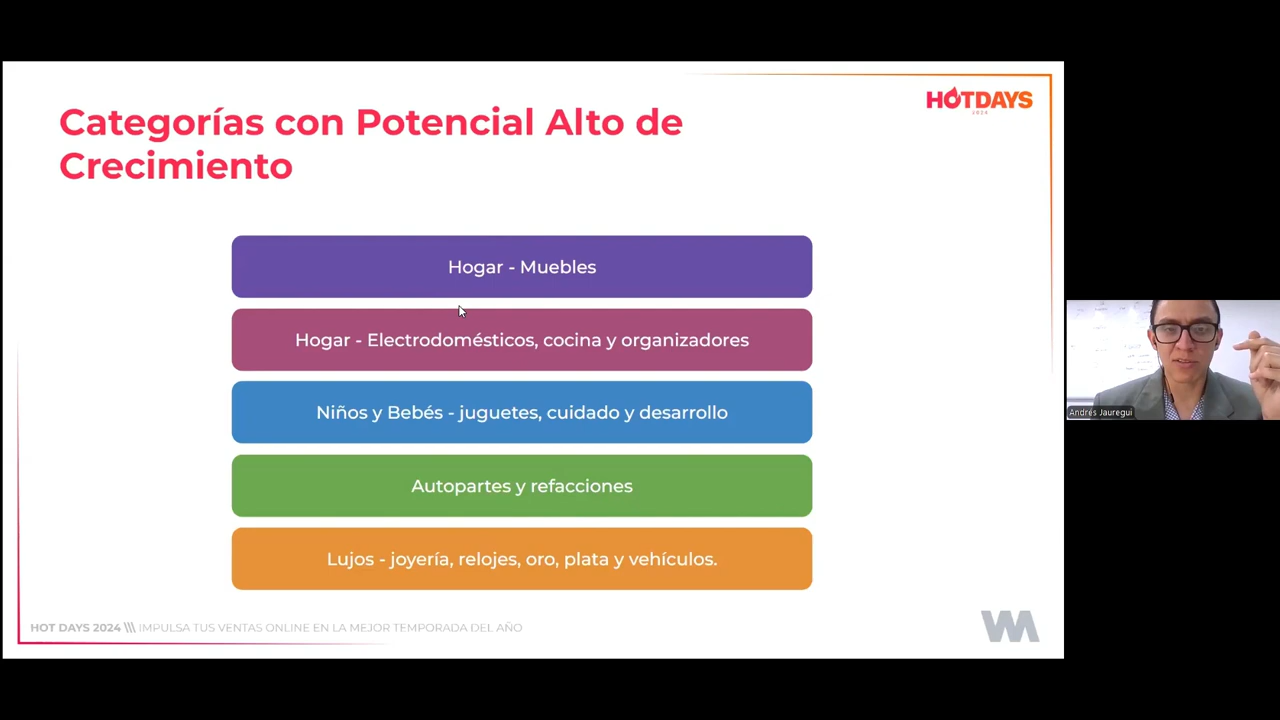 Categorías con Potencial Alto de
Crecimiento
HOTDAYS
2024
Hogar - Muebles
Hogar - Electrodomésticos, cocina y organizadores
Niños y Bebés - juguetes, cuidado y desarrollo
Autopartes y refacciones
Lujos - joyería, relojes, oro, plata y vehículos.
HOT DAYS 2024 \\\ IMPULSA TUS VENTAS ONLINE EN LA MEJOR TEMPORADA DEL AÑO
Andrés Jauregui